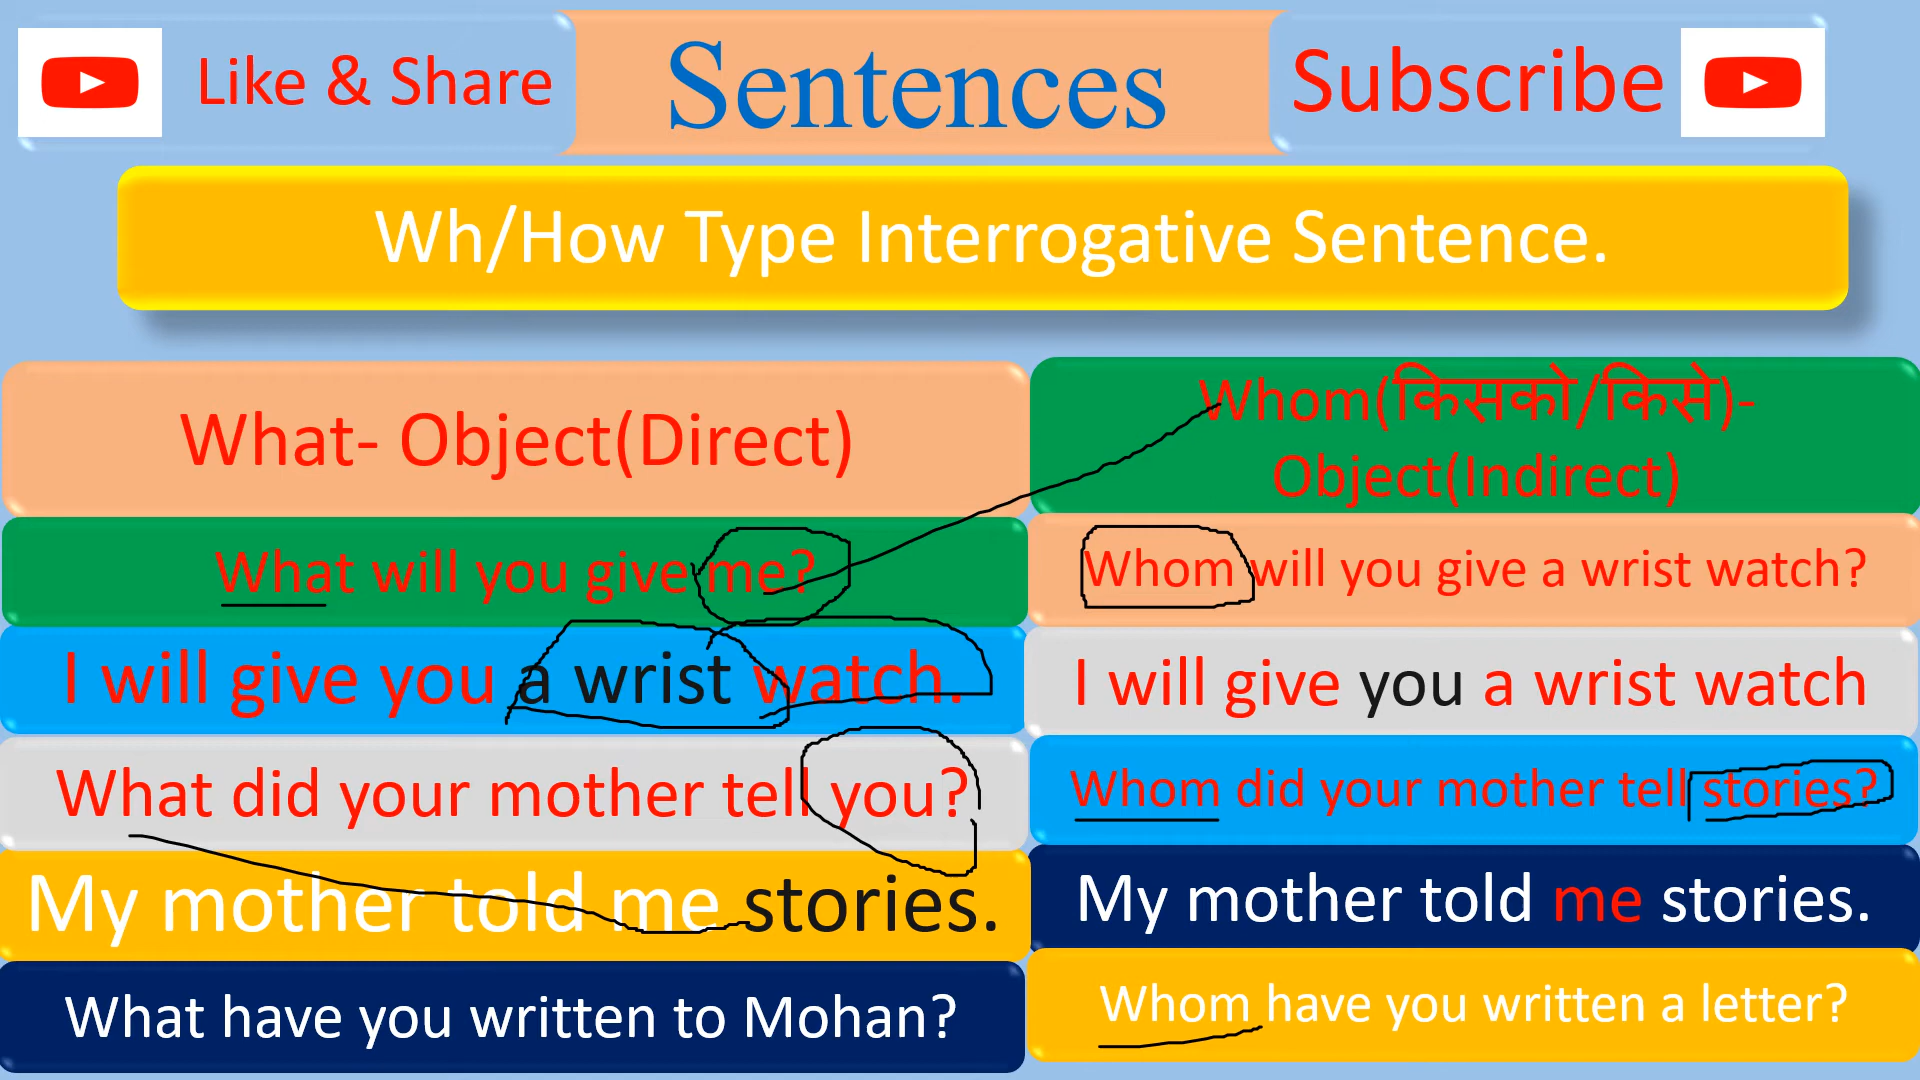 Like & Share
Sentences
Subscribe
Wh/How Type Interrogative Sentence.
What- Object(Direct)
Whom(किसको/किसे)-
Object(Indirect)
What will you give me?
Whom will you give a wrist watch?
I will give you a wrist watch.
I will give you a wrist watch
What did your mother tell you?
Whom did your mother tell stories?
My mother told me stories.
My mother told me stories.
What have you written to Mohan?
Whom have you written a letter?